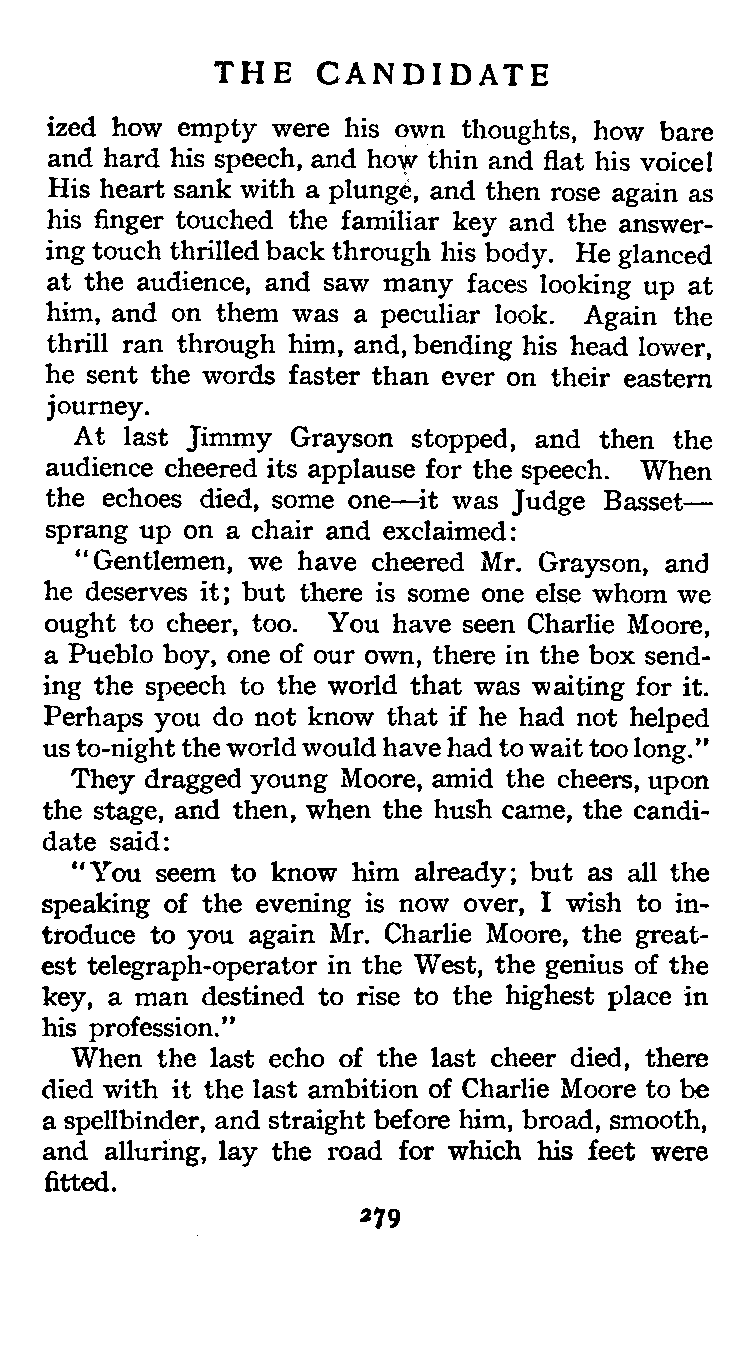 THE CANDIDATE
ized how empty were his own thoughts, how bare
and hard his speech, and how thin and flat his voice!
His heart sank with a plunge, and then rose again as
his finger touched the familiar key and the answer-
ing touch thrilled back through his body. He glanced
at the audience, and saw many faces looking up at
him, and on them was a peculiar look. Again the
thrill ran through him, and, bending his head lower,
he sent the words faster than ever on their eastern
journey.
At last Jimmy Grayson stopped, and then the
audience cheered its applause for the speech. When
the echoes died, some one—it was Judge Basset—
sprang up on a chair and exclaimed:
"Gentlemen, we have cheered Mr. Grayson, and
he deserves it; but there is some one else whom we
ought to cheer, too. You have seen Charlie Moore,
a Pueblo boy, one of our own, there in the box send-
ing the speech to the world that was waiting for it.
Perhaps you do not know that if he had not helped
us to-night the world would have had to wait too long."
They dragged young Moore, amid the cheers, upon
the stage, and then, when the hush came, the candi-
date said:
"You seem to know him already; but as all the
speaking of the evening is now over, I wish to in-
troduce to you again Mr. Charlie Moore, the great-
est telegraph-operator in the West, the genius of the
key, a man destined to rise to the highest place in
his profession."
When the last echo of the last cheer died, there
died with it the last ambition of Charlie Moore to be
a spellbinder, and straight before him, broad, smooth,
and alluring, lay the road for which his feet were
fitted.
279